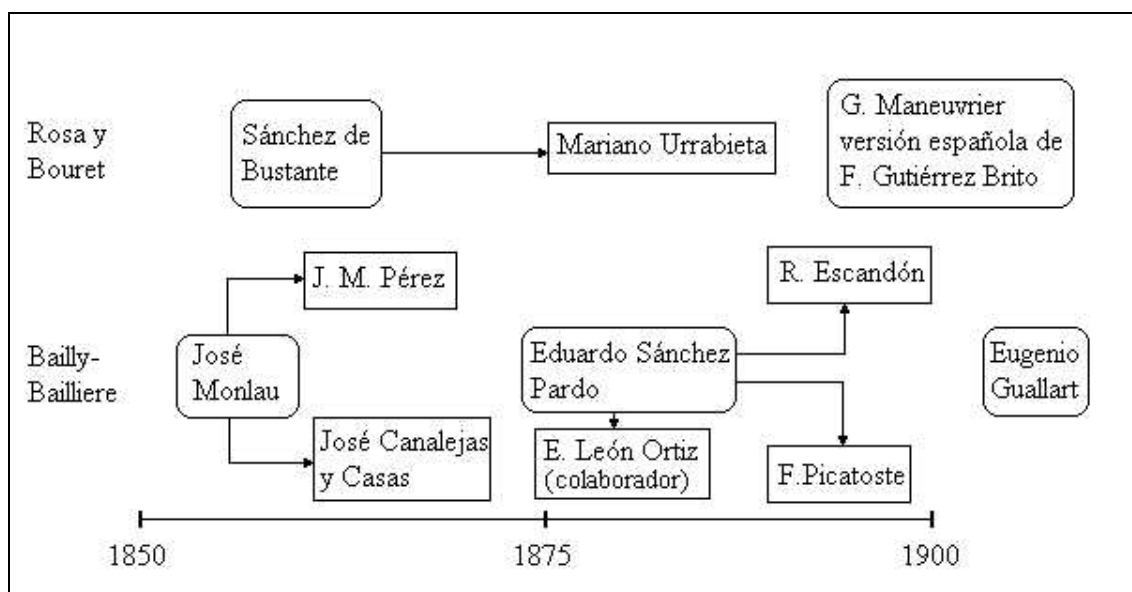 Rosa y
Bouret
Sánchez de
Bustante
Mariano Urrabieta
G. Maneuvrier
versión española de
F. Gutiérrez Brito
J. M. Pérez
R. Escandón
Bailly-
Bailliere
José
Monlau
Eduardo Sánchez
Pardo
Eugenio
Guallart
José Canalejas
y Casas
E. León Ortiz
(colaborador)
F.Picatoste
1850
1875
1900